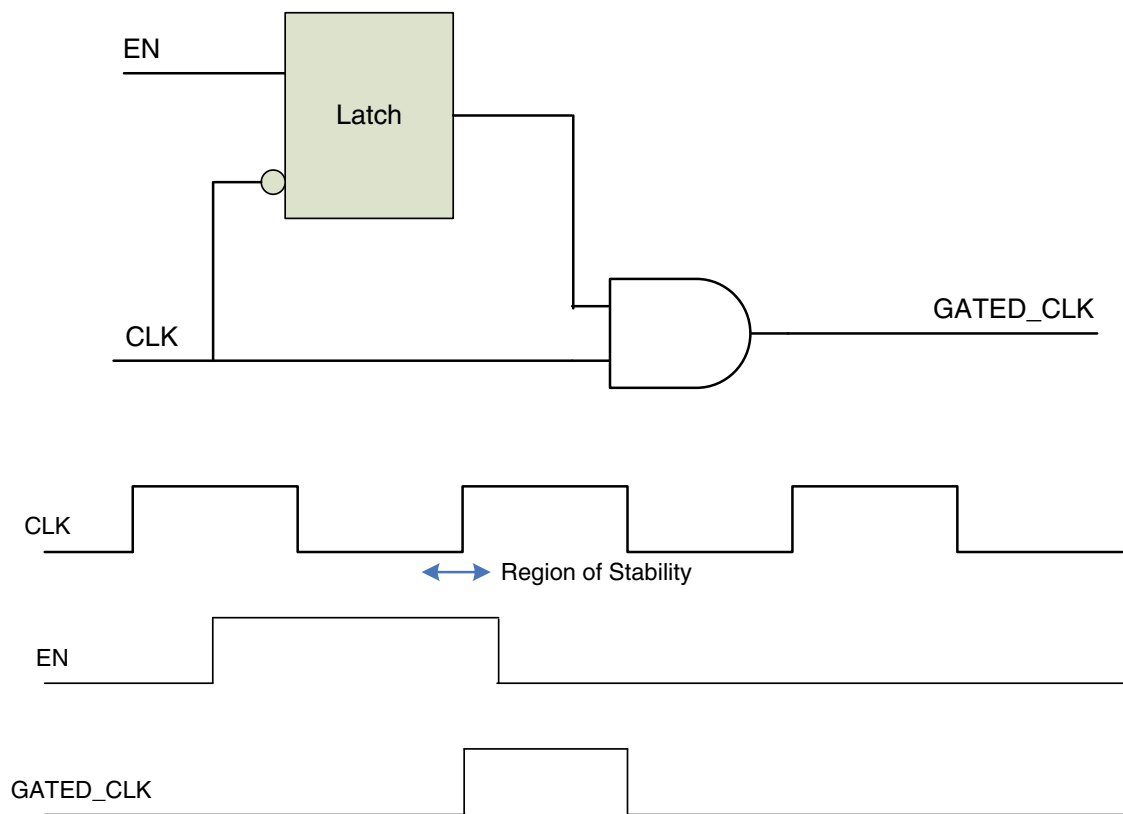 EN
Latch
CLK
GATED_CLK
CLK
Region of Stability
EN
GATED_CLK